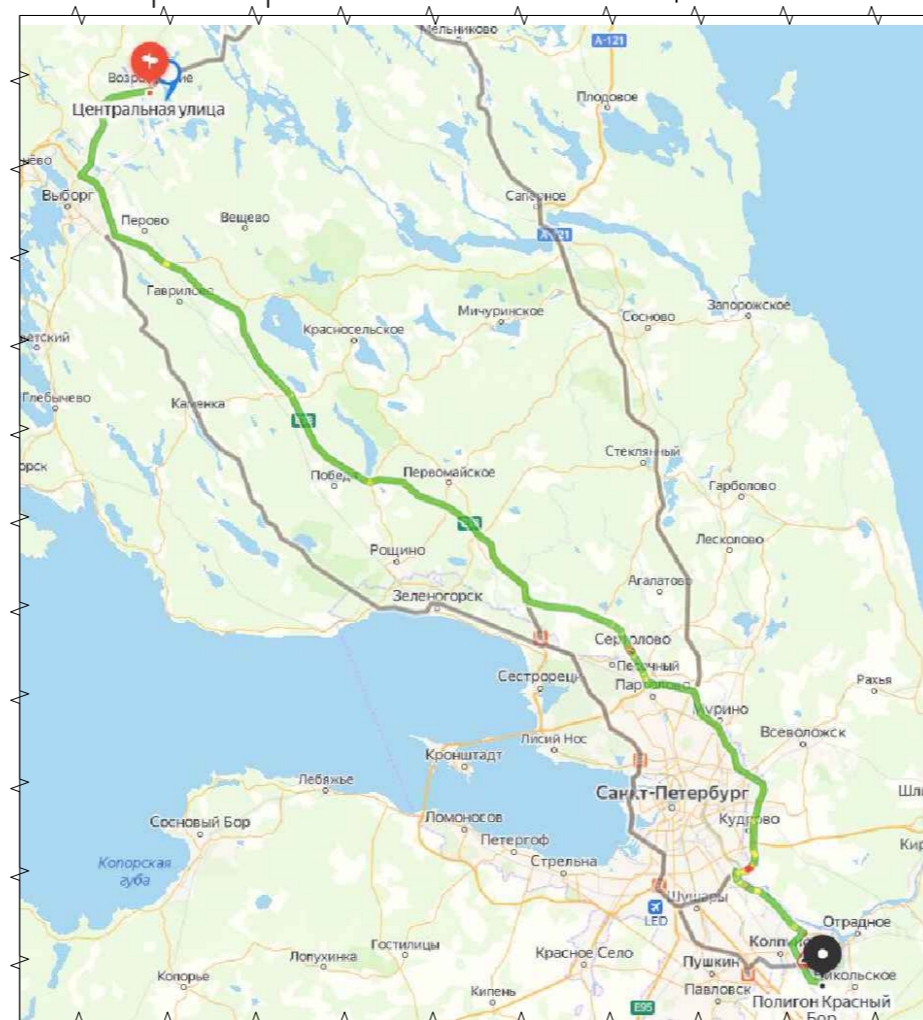 Мельниково
А-121
Плодовое
Центральная улица
Выборг
Сапёрное
Перово
Вещево
А-121
Гаврилово
Запорожское
Мичуринское
Сосново
Красносельское
Глебычево
Каменка
Стеклянный
Победа
Первомайское
Гарболово
Лесколово
Рощино
Агалатово
Зеленогорск
Сертолово
Песочный
Сестрорецк
Парголово
Рахья
Мурино
Всеволожск
Лисий Нос
Кронштадт
Лебяжье
Санкт-Петербург
Сосновый Бор
Ломоносов
Кудрово
Петергоф
Копорская
губа
Стрельна
Шушары
LED
Отрадное
Гостилицы
Лопухинка
Красное Село
Пушкин
Никольское
Копорье
Кипень
Павловск
Полигон Красный
Бор
E95